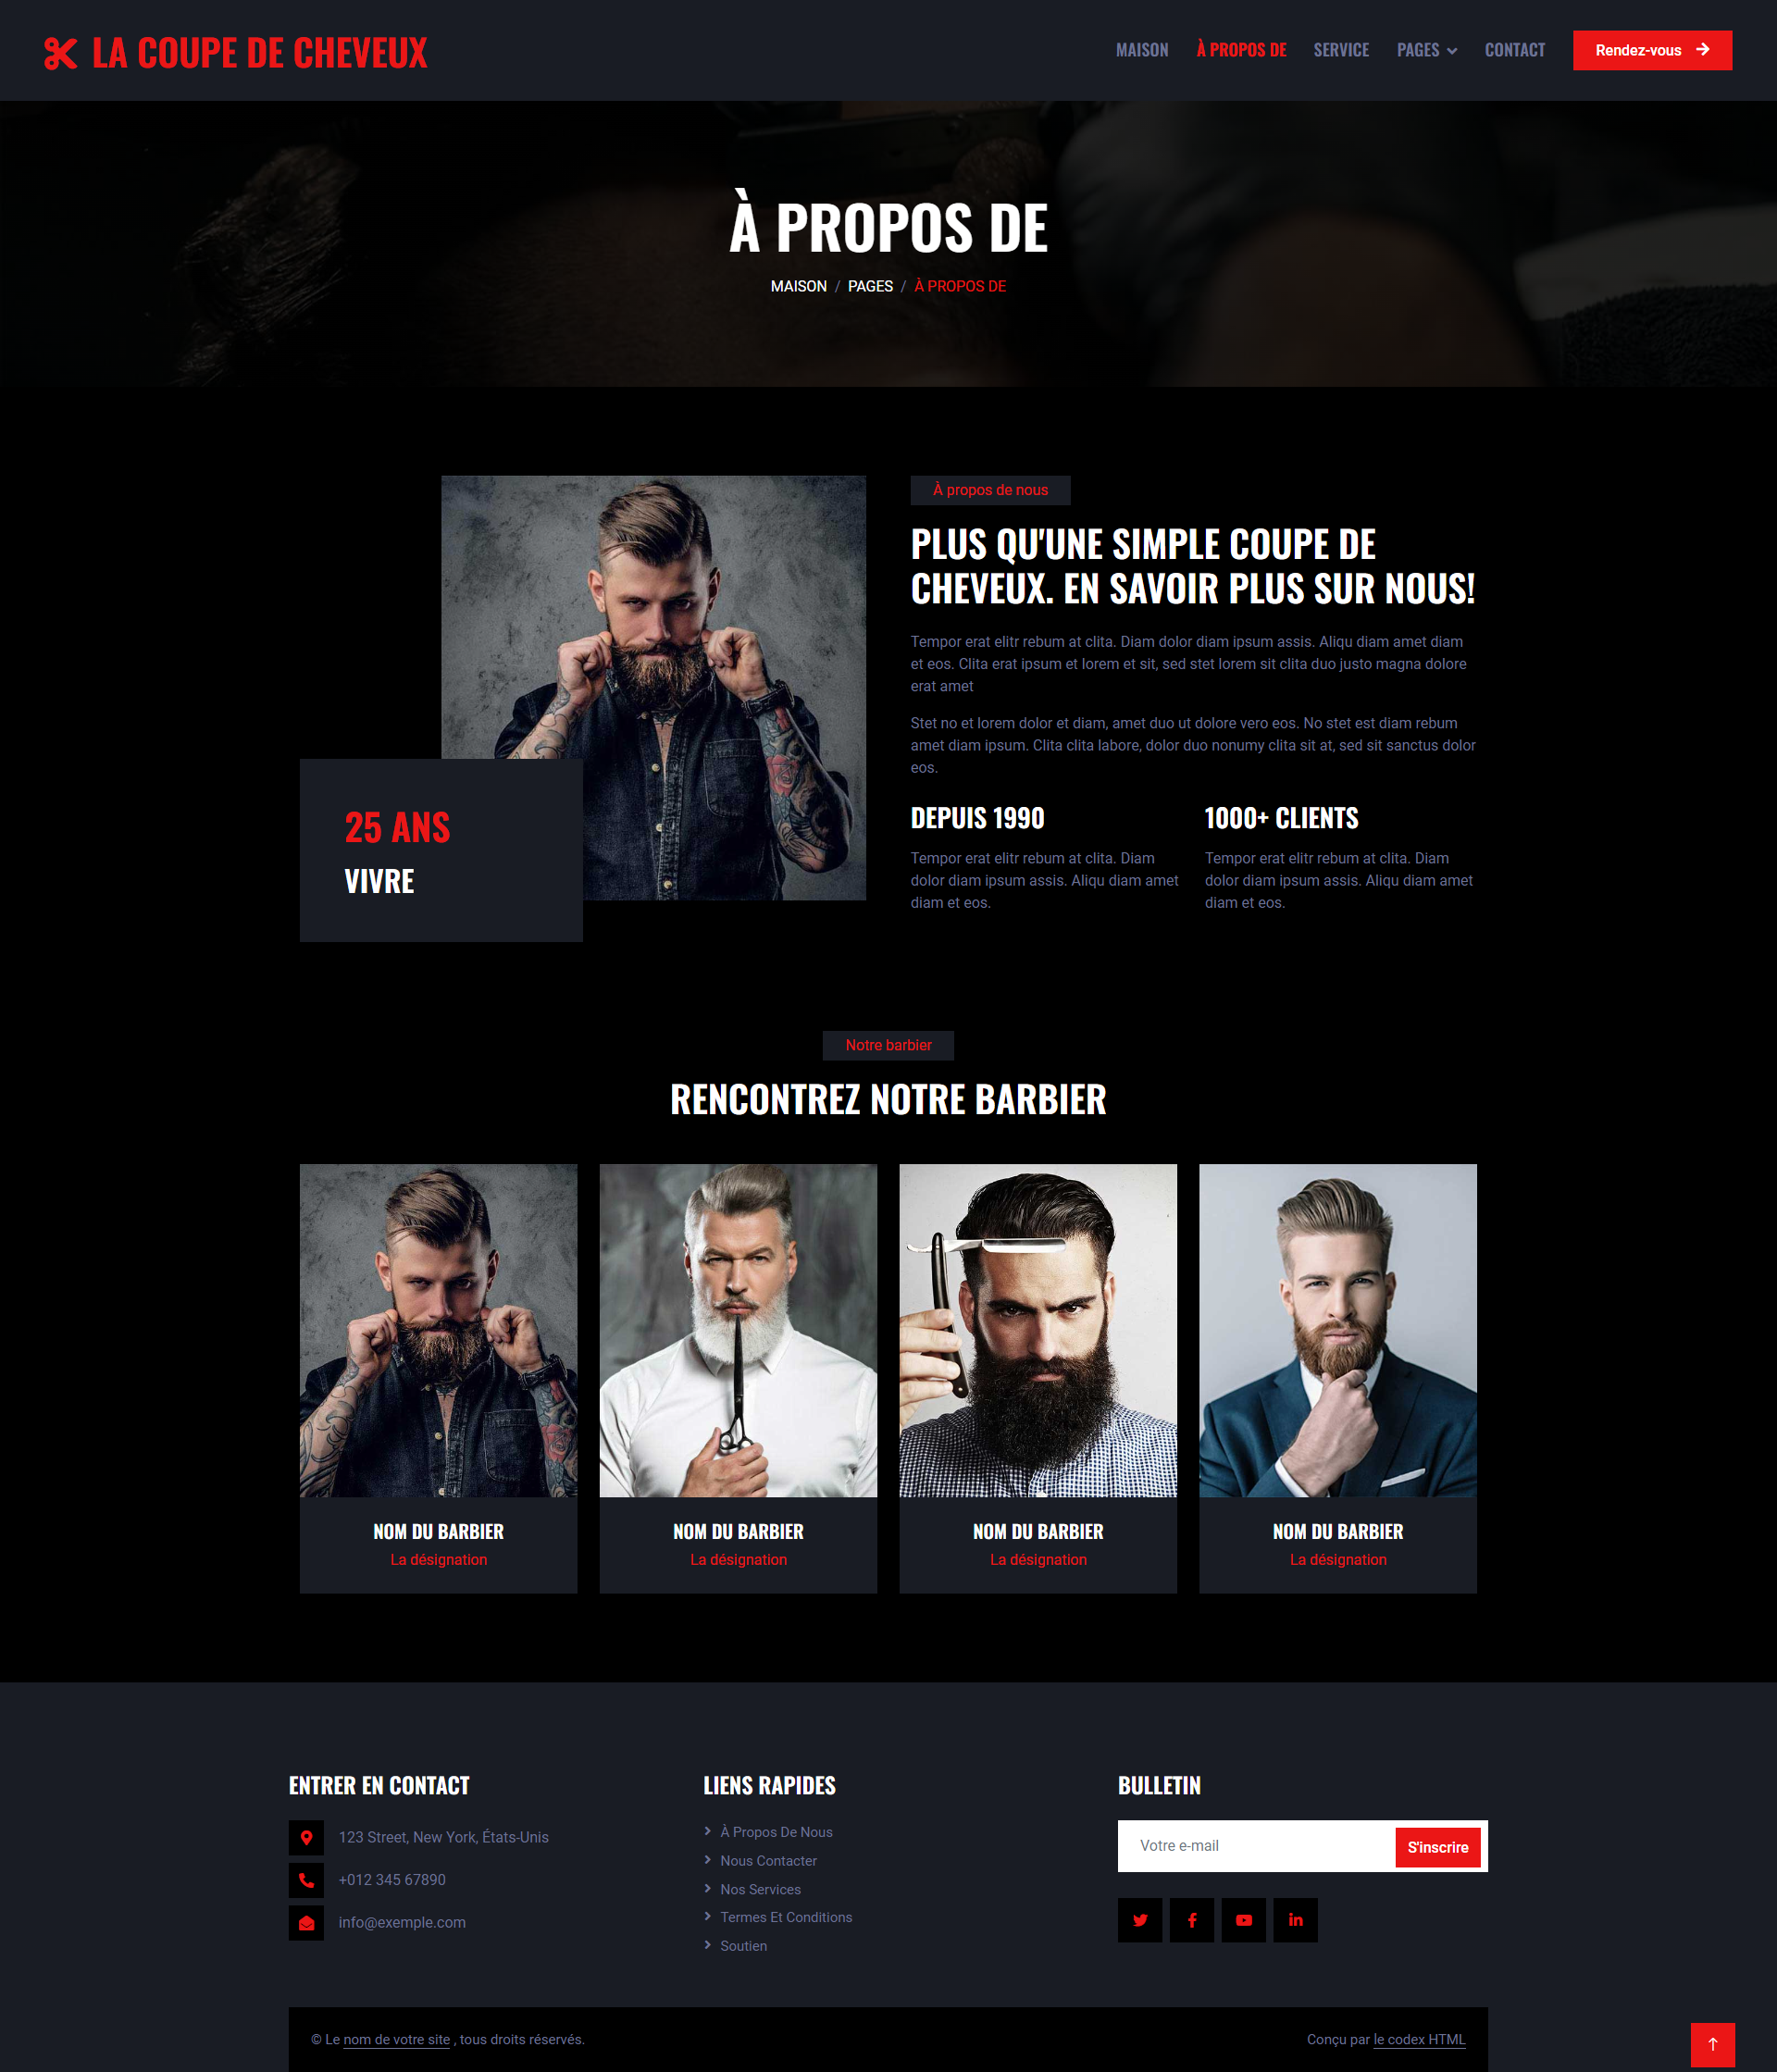 LA COUPE DE CHEVEUX
MAISON
À PROPOS DE
SERVICE
PAGES
CONTACT
Rendez-vous
À PROPOS DE
MAISON / PAGES / À PROPOS DE
À propos de nous
PLUS QU'UNE SIMPLE COUPE DE
CHEVEUX. EN SAVOIR PLUS SUR NOUS!
Tempor erat elitr rebum at clita. Diam dolor diam ipsum assis. Aliqu diam amet diam
et eos. Clita erat ipsum et lorem et sit, sed stet lorem sit clita duo justo magna dolore
erat amet
Stet no et lorem dolor et diam, amet duo ut dolore vero eos. No stet est diam rebum
amet diam ipsum. Clita clita labore, dolor duo nonumy clita sit at, sed sit sanctus dolor
eos.
25 ANS
VIVRE
DEPUIS 1990
Tempor erat elitr rebum at clita. Diam
dolor diam ipsum assis. Aliqu diam amet
diam et eos.
1000+ CLIENTS
Tempor erat elitr rebum at clita. Diam
dolor diam ipsum assis. Aliqu diam amet
diam et eos.
Notre barbier
RENCONTREZ NOTRE BARBIER
NOM DU BARBIER
La désignation
NOM DU BARBIER
La désignation
NOM DU BARBIER
La désignation
NOM DU BARBIER
La désignation
ENTRER EN CONTACT
123 Street, New York, États-Unis
+012 345 67890
info@exemple.com
LIENS RAPIDES
À Propos De Nous
Nous Contacter
Nos Services
Termes Et Conditions
Soutien
BULLETIN
Votre e-mail
S'inscrire
© Le nom de votre site , tous droits réservés.
Conçu par le codex HTML